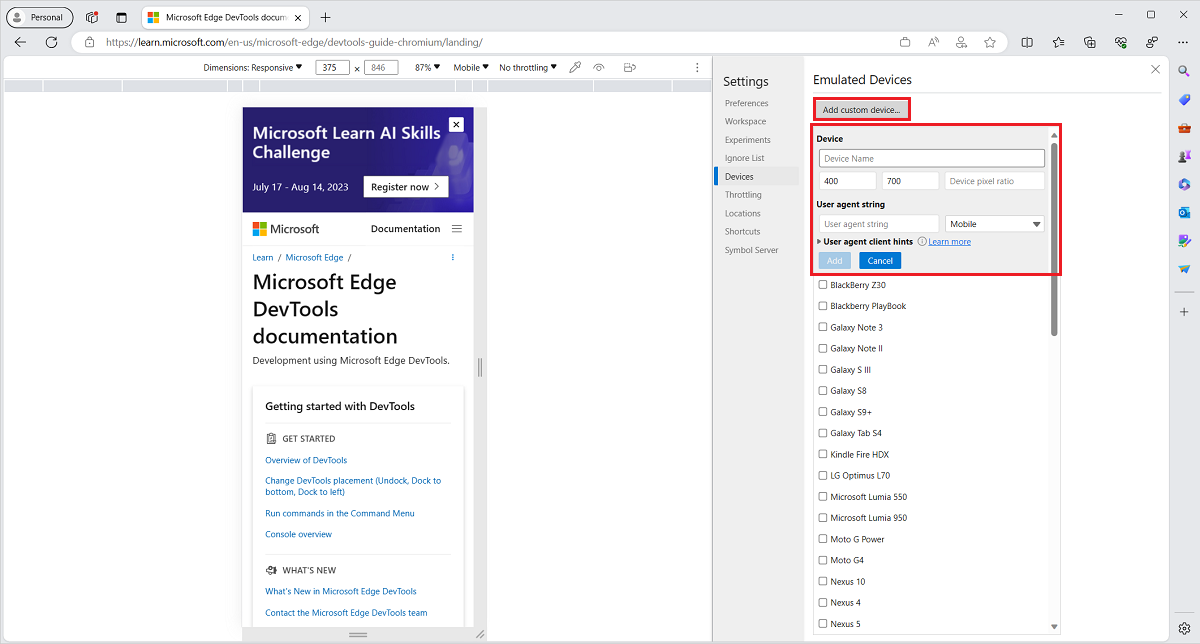 Personal
Microsoft Edge DevTools docum
https://learn.microsoft.com/en-us/microsoft-edge/devtools-guide-chromium/landing/
Dimensions: Responsive 375 × 846 87% Mobile No throttling
Microsoft Learn AI Skills
Challenge
July 17 - Aug 14, 2023 Register now
Microsoft Documentation
Learn / Microsoft Edge /
Microsoft Edge
DevTools
documentation
Development using Microsoft Edge DevTools.
Getting started with DevTools
GET STARTED
Overview of DevTools
Change DevTools placement (Undock, Dock to
bottom, Dock to left)
Run commands in the Command Menu
Console overview
WHAT'S NEW
What's New in Microsoft Edge DevTools
Contact the Microsoft Edge DevTools team
Settings
Preferences
Workspace
Experiments
Ignore List
Devices
Throttling
Locations
Shortcuts
Symbol Server
Emulated Devices
Add custom device...
Device
Device Name
400 700 Device pixel ratio
User agent string
User agent string Mobile
User agent client hints Learn more
Add Cancel
BlackBerry Z30
Blackberry PlayBook
Galaxy Note 3
Galaxy Note II
Galaxy S III
Galaxy S8
Galaxy S9+
Galaxy Tab S4
Kindle Fire HDX
LG Optimus L70
Microsoft Lumia 550
Microsoft Lumia 950
Moto G Power
Moto G4
Nexus 10
Nexus 4
Nexus 5